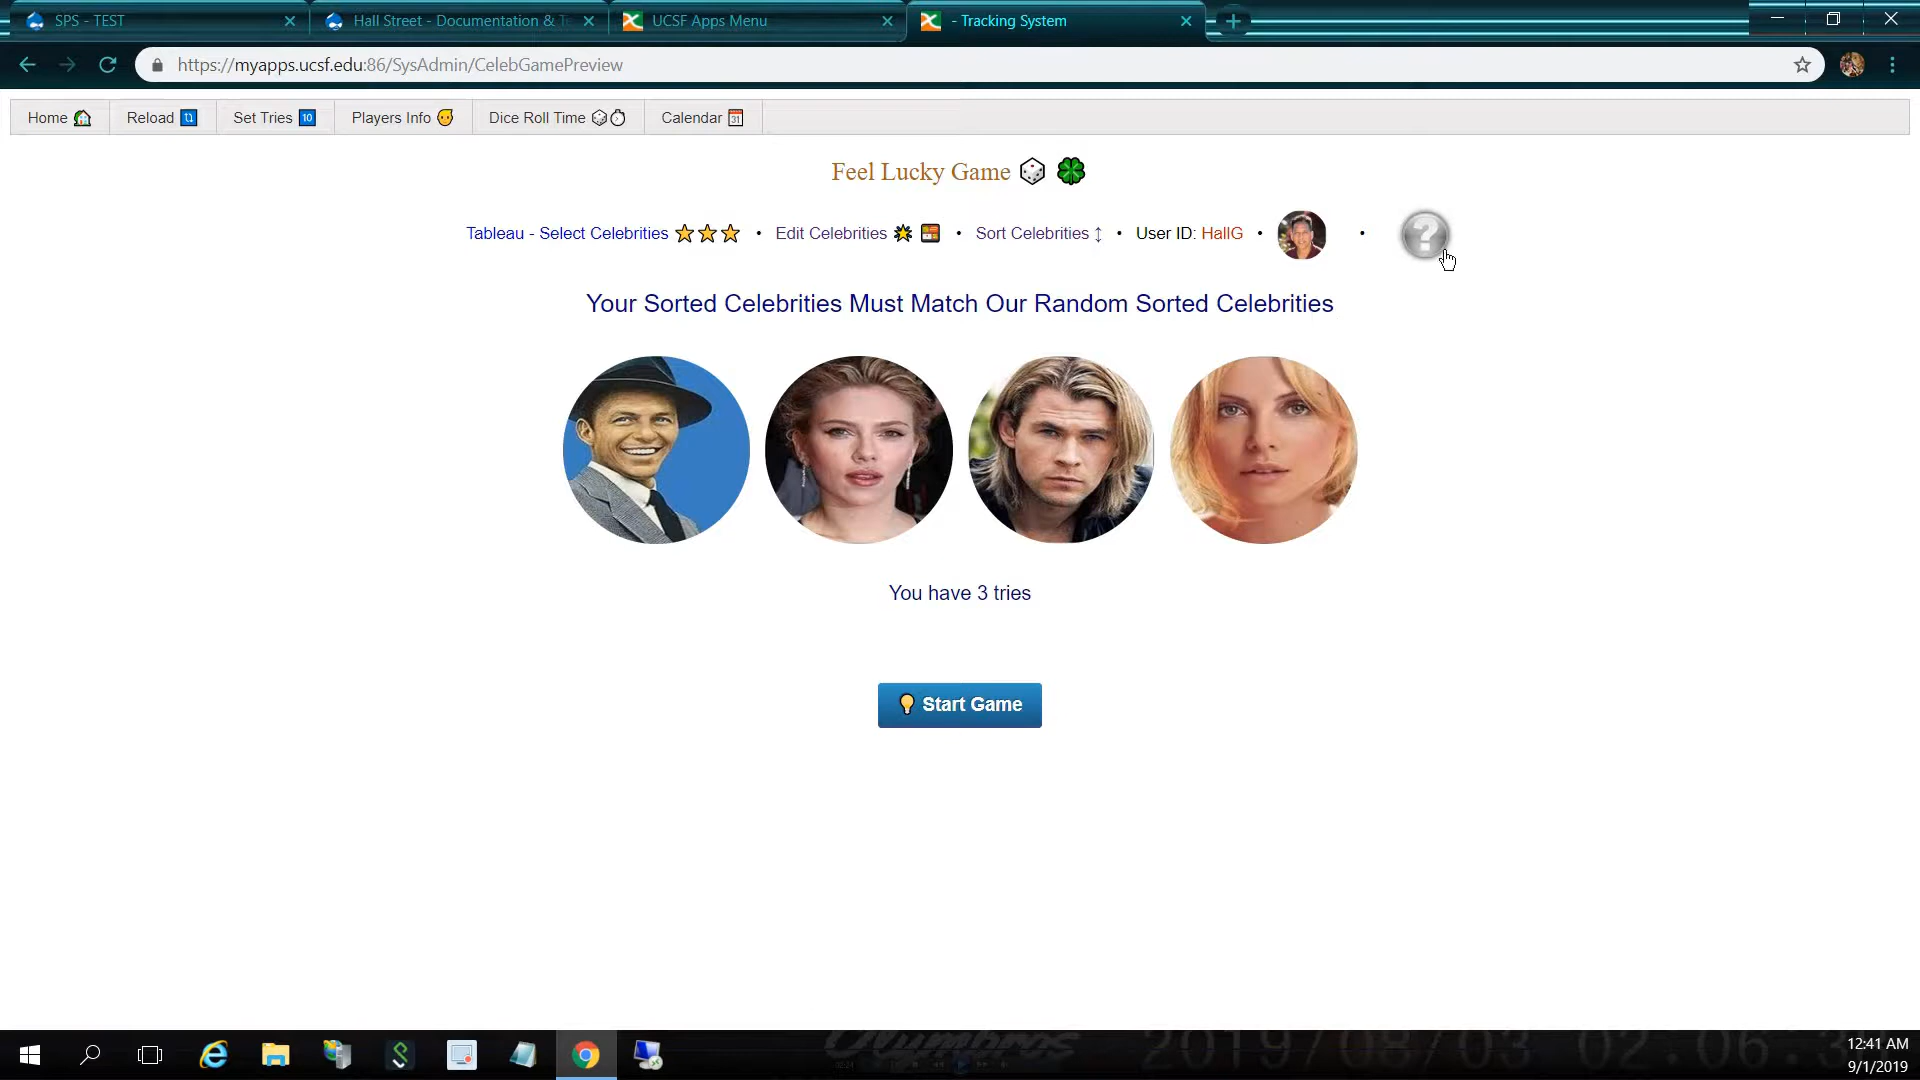 SPS - TEST
Hall Street - Documentation & Te
UCSF Apps Menu
- Tracking System
https://myapps.ucsf.edu:86/SysAdmin/CelebGamePreview
Home
Reload
Set Tries 10
Players Info
Dice Roll Time
Calendar 31
Feel Lucky Game
Tableau - Select Celebrities • Edit Celebrities • Sort Celebrities ↕ • User ID: HallG • • ?
Your Sorted Celebrities Must Match Our Random Sorted Celebrities
You have 3 tries
Start Game
12:41 AM
9/1/2019